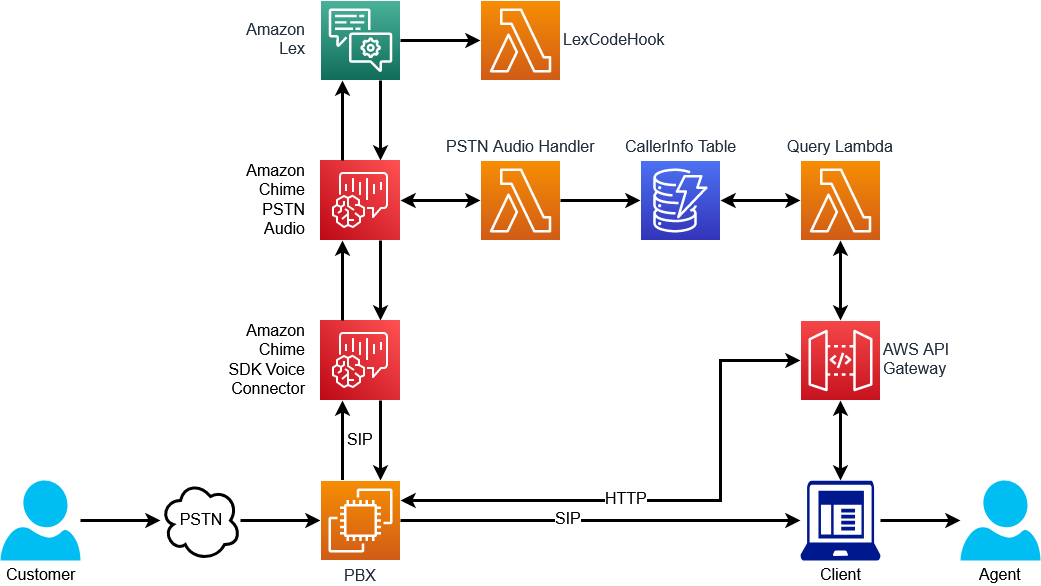 Amazon
Lex
LexCodeHook
PSTN Audio Handler
CallerInfo Table
Query Lambda
Amazon
Chime
PSTN
Audio
Amazon
Chime
SDK Voice
Connector
AWS API
Gateway
SIP
HTTP
SIP
PSTN
Customer
PBX
Client
Agent